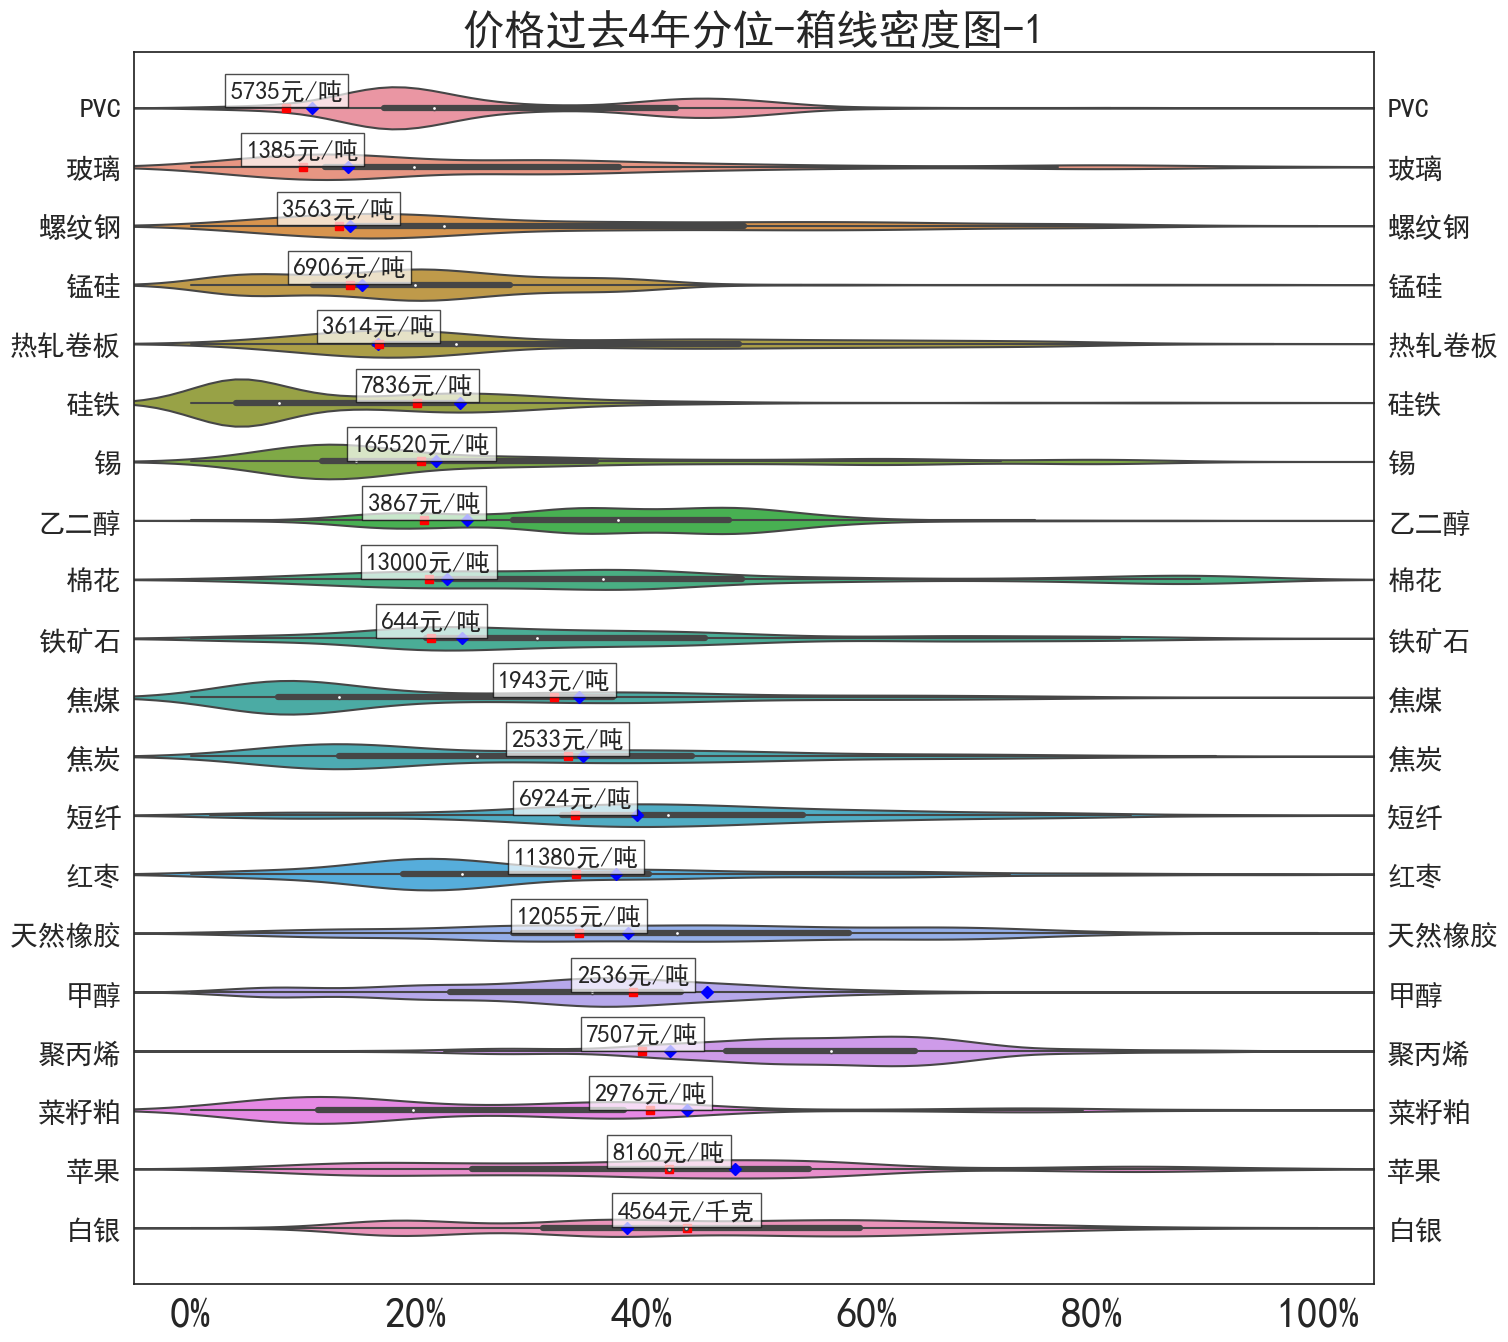 价格过去4年分位-箱线密度图-1
PVC 5735元/吨 PVC
玻璃 1385元/吨 玻璃
螺纹钢 3563元/吨 螺纹钢
锰硅 6906元/吨 锰硅
热轧卷板 3614元/吨 热轧卷板
硅铁 7836元/吨 硅铁
锡 165520元/吨 锡
乙二醇 3867元/吨 乙二醇
棉花 13000元/吨 棉花
铁矿石 644元/吨 铁矿石
焦煤 1943元/吨 焦煤
焦炭 2533元/吨 焦炭
短纤 6924元/吨 短纤
红枣 11380元/吨 红枣
天然橡胶 12055元/吨 天然橡胶
甲醇 2536元/吨 甲醇
聚丙烯 7507元/吨 聚丙烯
菜籽粕 2976元/吨 菜籽粕
苹果 8160元/吨 苹果
白银 4564元/千克 白银
0% 20% 40% 60% 80% 100%